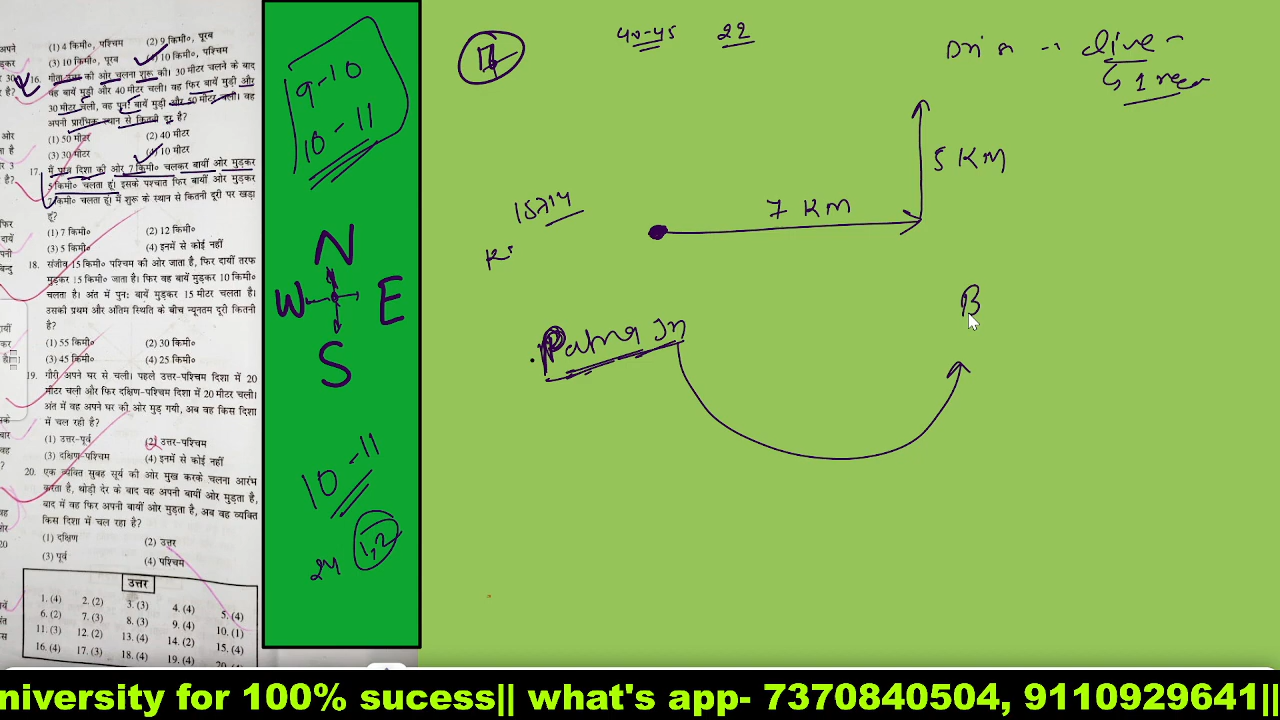 (1) 4 किमी०, पश्चिम (2) 9 किमी०, पूरब
(3) 10 किमी०, पूरब (4) 10 किमी०, पश्चिम
16. गीता की ओर चलना शुरू की। 30 मीटर चलने के बाद
वह बायें मुड़ी और 40 मीटर चली। वह फिर बायें मुड़ी और
30 मीटर चली, वह पुनः बायें मुड़ी और 50 मीटर चली। वह
अपनी प्रारंभिक स्थान से कितनी दूर है?
(1) 50 मीटर (2) 40 मीटर
(3) 30 मीटर (4) 10 मीटर
17. मैं दिशा की ओर 7 किमी० चलकर बायीं ओर मुड़कर
5 किमी० चलता हूं। इसके पश्चात फिर बायीं ओर मुड़कर
7 किमी० चलता हूं। मैं शुरू के स्थान से कितनी दूरी पर खड़ा
हूं?
(1) 7 किमी० (2) 12 किमी०
(3) 5 किमी० (4) इनमें से कोई नहीं
18. संजीव 15 किमी० पश्चिम की ओर जाता है, फिर दायीं तरफ
मुड़कर 15 किमी० जाता है। फिर वह बायें मुड़कर 10 किमी०
चलता है। अंत में पुनः बायें मुड़कर 15 मीटर चलता है।
उसकी प्रथम और अंतिम स्थिति के बीच न्यूनतम दूरी कितनी
है?
(1) 55 किमी० (2) 30 किमी०
(3) 45 किमी० (4) 25 किमी०
19. गौरी अपने घर से चली। पहले उत्तर-पश्चिम दिशा में 20
मीटर चली और फिर दक्षिण-पश्चिम दिशा में 20 मीटर चली।
अंत में वह अपने घर की ओर मुड़ गयी, अब वह किस दिशा
में चल रही है?
(1) उत्तर-पूर्व (2) उत्तर-पश्चिम
(3) दक्षिण-पश्चिम (4) इनमें से कोई नहीं
20. एक व्यक्ति सुबह सूर्य की ओर मुख करके चलना आरंभ
करता है, थोड़ी देर के बाद वह अपनी बायीं ओर मुड़ता है,
बाद में वह फिर अपनी बायीं ओर मुड़ता है, अब वह व्यक्ति
किस दिशा में चल रहा है?
(1) दक्षिण (2) उत्तर
(3) पूर्व (4) पश्चिम
उत्तर
1. (4) 2. (2) 3. (3) 4. (4) 5. (4)
6. (2) 7. (3) 8. (3) 9. (4) 10. (1)
11. (3) 12. (2) 13. (4) 14. (2) 15. (4)
16. (4) 17. (3) 18. (4) 19. (4)
9-10
10-11
N
W E
S
10-11
24 1,2
17
40-45 22
1 year
5 KM
7 KM
15714
B
Patna Jn
niversity for 100% sucess|| what's app- 7370840504, 9110929641||